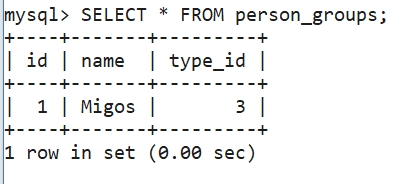 mysql> SELECT * FROM person_groups;
+----+-------+---------+
| id | name  | type_id |
+----+-------+---------+
|  1 | Migos |       3 |
+----+-------+---------+
1 row in set (0.00 sec)